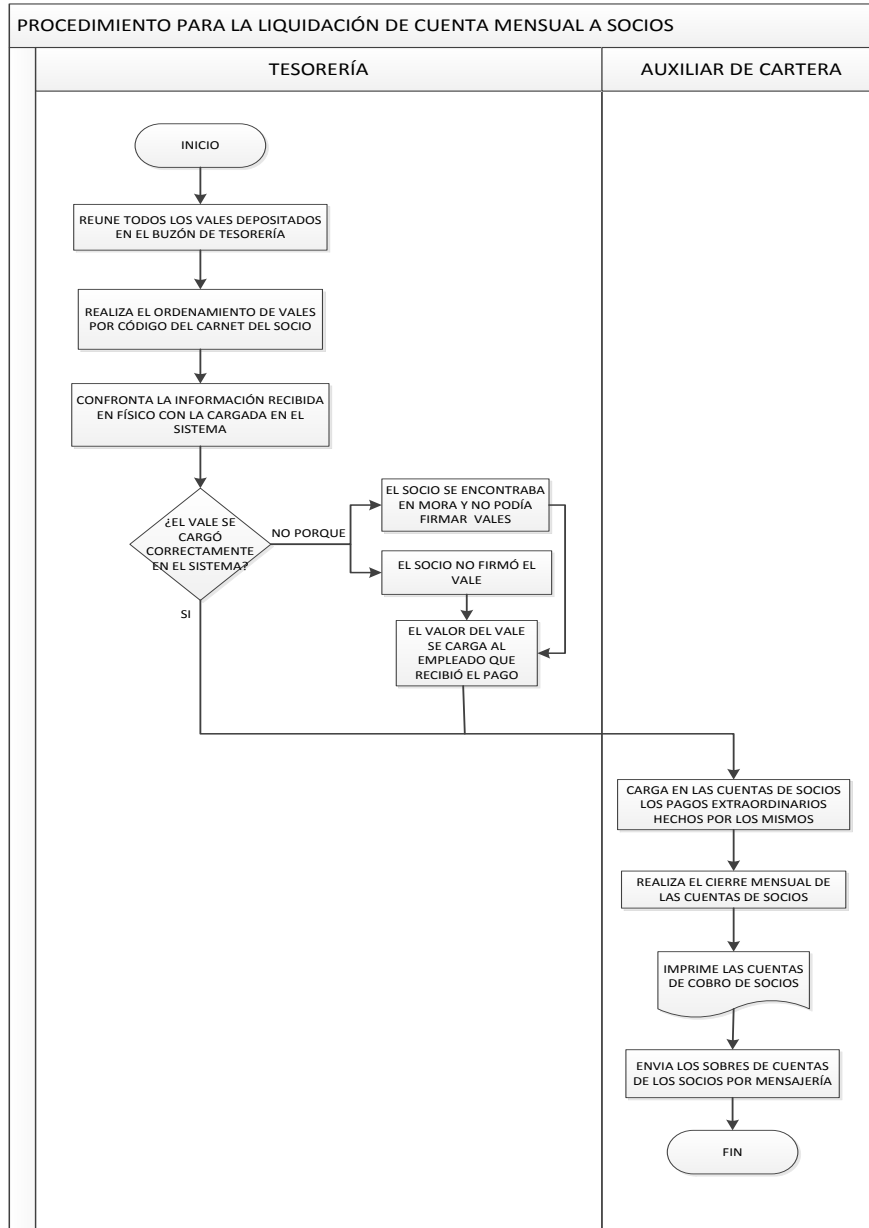 PROCEDIMIENTO PARA LA LIQUIDACIÓN DE CUENTA MENSUAL A SOCIOS
TESORERÍA
AUXILIAR DE CARTERA
INICIO
REUNE TODOS LOS VALES DEPOSITADOS
EN EL BUZÓN DE TESORERÍA
REALIZA EL ORDENAMIENTO DE VALES
POR CÓDIGO DEL CARNET DEL SOCIO
CONFRONTA LA INFORMACIÓN RECIBIDA
EN FÍSICO CON LA CARGADA EN EL
SISTEMA
¿EL VALE SE
CARGÓ
CORRECTAMENTE
EN EL SISTEMA?
NO PORQUE
EL SOCIO SE ENCONTRABA
EN MORA Y NO PODÍA
FIRMAR VALES
EL SOCIO NO FIRMÓ EL
VALE
SI
EL VALOR DEL VALE
SE CARGA AL
EMPLEADO QUE
RECIBIÓ EL PAGO
CARGA EN LAS CUENTAS DE SOCIOS
LOS PAGOS EXTRAORDINARIOS
HECHOS POR LOS MISMOS
REALIZA EL CIERRE MENSUAL DE
LAS CUENTAS DE SOCIOS
IMPRIME LAS CUENTAS
DE COBRO DE SOCIOS
ENVIA LOS SOBRES DE CUENTAS
DE LOS SOCIOS POR MENSAJERÍA
FIN